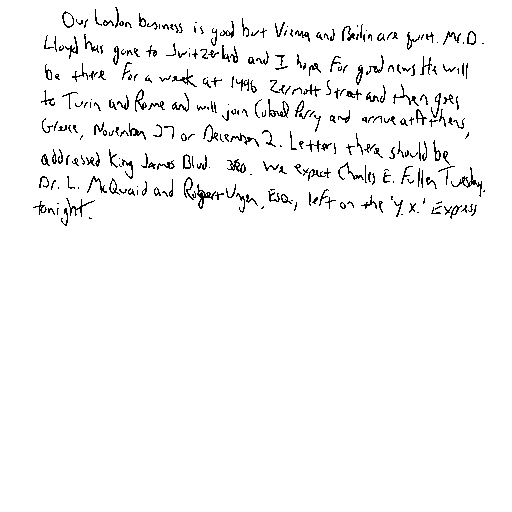 Our London business is good but Vienna and Berlin are quiet. Mr. D.
Lloyd has gone to Switzerland and I hope for good news. He will
be there for a week at 1496 Zermott Street and then goes
to Turin and Rome and will join Colonel Parry and arrive at Athens,
Greece, November 27 or December 2. Letters there should be
addressed King James Blvd. 3580. We expect Charles E. Fuller Tuesday.
Dr. L. McQuaid and Robert Unger, Esq., left on the 'Y.X.' Express
tonight.